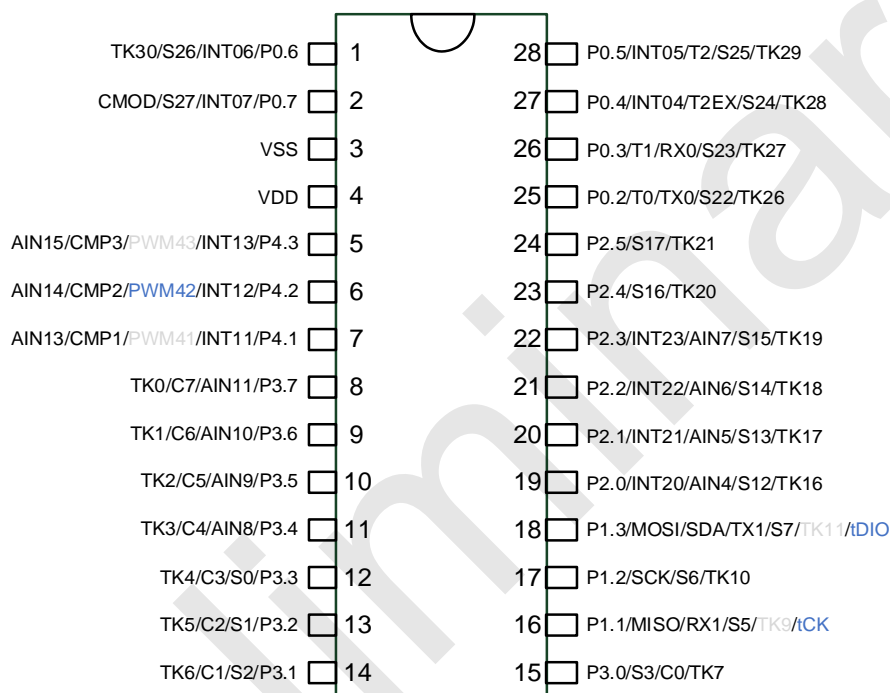 TK30/S26/INT06/P0.6 1 28 P0.5/INT05/T2/S25/TK29
CMOD/S27/INT07/P0.7 2 27 P0.4/INT04/T2EX/S24/TK28
VSS 3 26 P0.3/T1/RX0/S23/TK27
VDD 4 25 P0.2/T0/TX0/S22/TK26
AIN15/CMP3/PWM43/INT13/P4.3 5 24 P2.5/S17/TK21
AIN14/CMP2/PWM42/INT12/P4.2 6 23 P2.4/S16/TK20
AIN13/CMP1/PWM41/INT11/P4.1 7 22 P2.3/INT23/AIN7/S15/TK19
TK0/C7/AIN11/P3.7 8 21 P2.2/INT22/AIN6/S14/TK18
TK1/C6/AIN10/P3.6 9 20 P2.1/INT21/AIN5/S13/TK17
TK2/C5/AIN9/P3.5 10 19 P2.0/INT20/AIN4/S12/TK16
TK3/C4/AIN8/P3.4 11 18 P1.3/MOSI/SDA/TX1/S7/TK11/tDIO
TK4/C3/S0/P3.3 12 17 P1.2/SCK/S6/TK10
TK5/C2/S1/P3.2 13 16 P1.1/MISO/RX1/S5/TK9/tCK
TK6/C1/S2/P3.1 14 15 P3.0/S3/C0/TK7
liminar